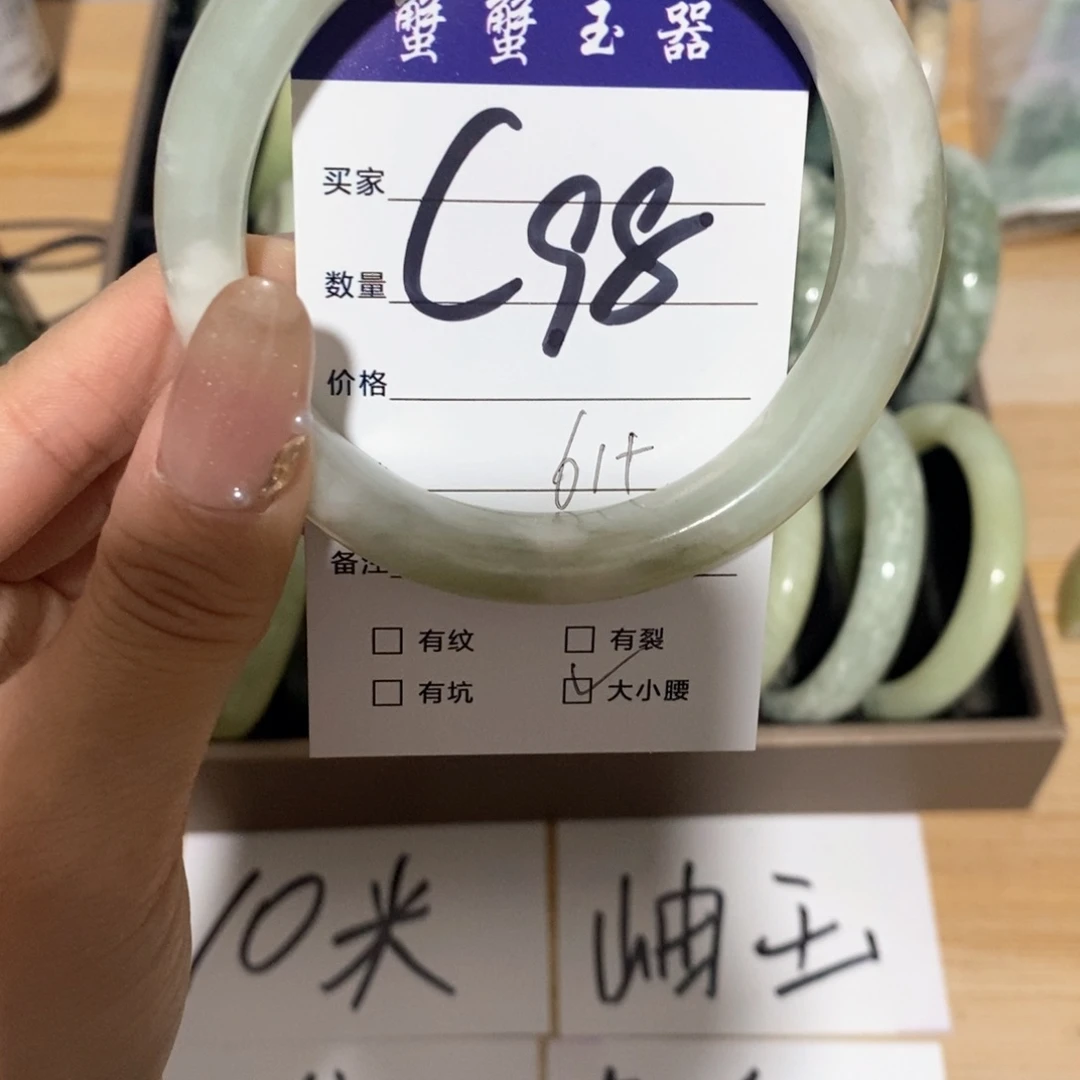 蟹蟹玉器
买家 C98
数量
价格
61+
备注
□ 有纹 □ 有裂
□ 有坑 ☑ 大小腰
10米 岫玉